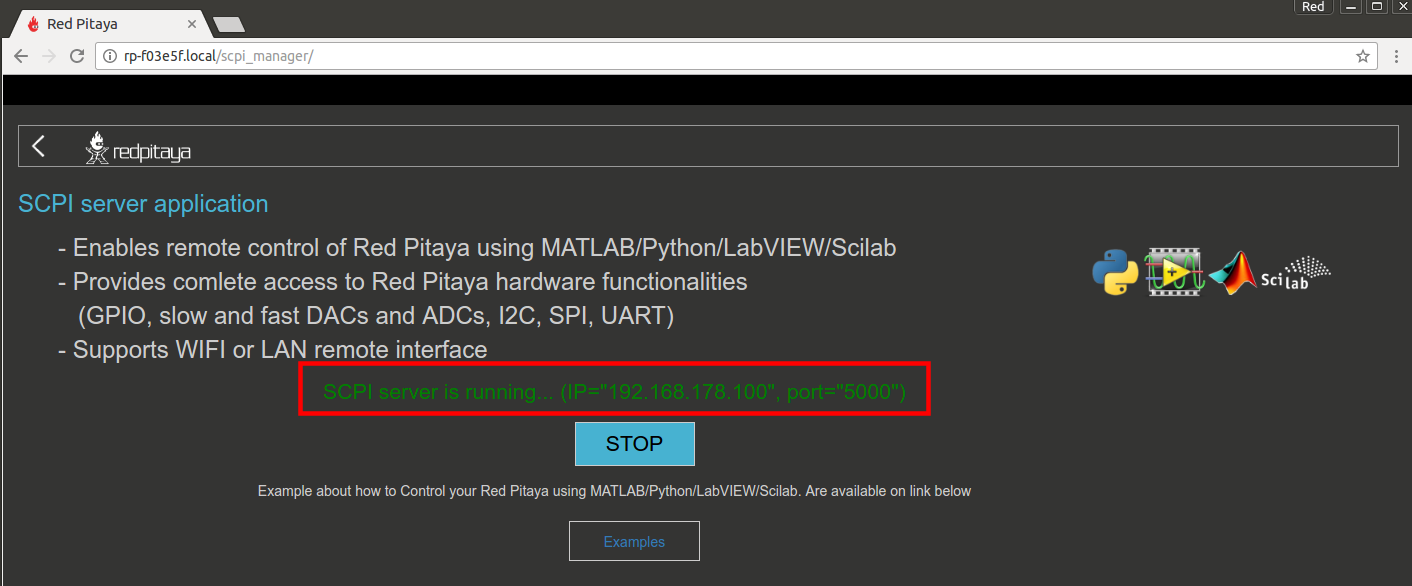 Red
Red Pitaya
rp-f03e5f.local/scpi_manager/
redpitaya
SCPI server application
- Enables remote control of Red Pitaya using MATLAB/Python/LabVIEW/Scilab
- Provides comlete access to Red Pitaya hardware functionalities
(GPIO, slow and fast DACs and ADCs, I2C, SPI, UART)
- Supports WIFI or LAN remote interface
Scilab
SCPI server is running... (IP="192.168.178.100", port="5000")
STOP
Example about how to Control your Red Pitaya using MATLAB/Python/LabVIEW/Scilab. Are available on link below
Examples